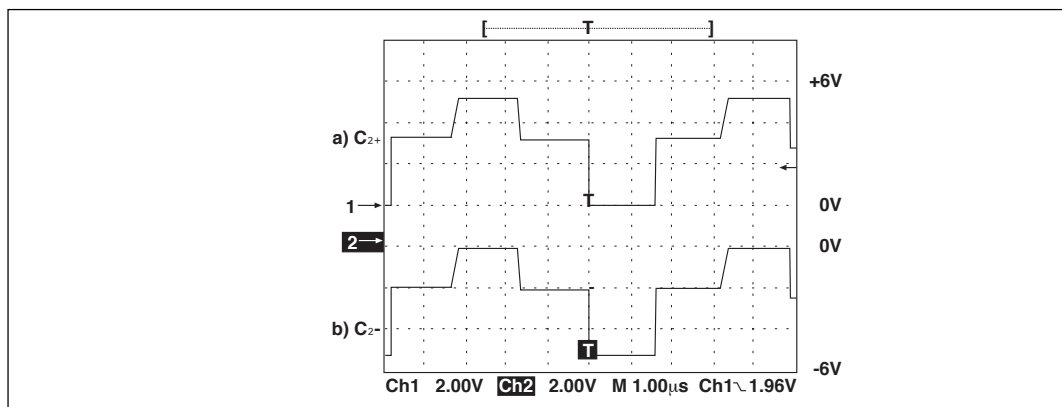 [ T ]
+6V
a) C2+
T
1 0V
2 0V
b) C2-
T
-6V
Ch1 2.00V Ch2 2.00V M 1.00µs Ch1 1.96V